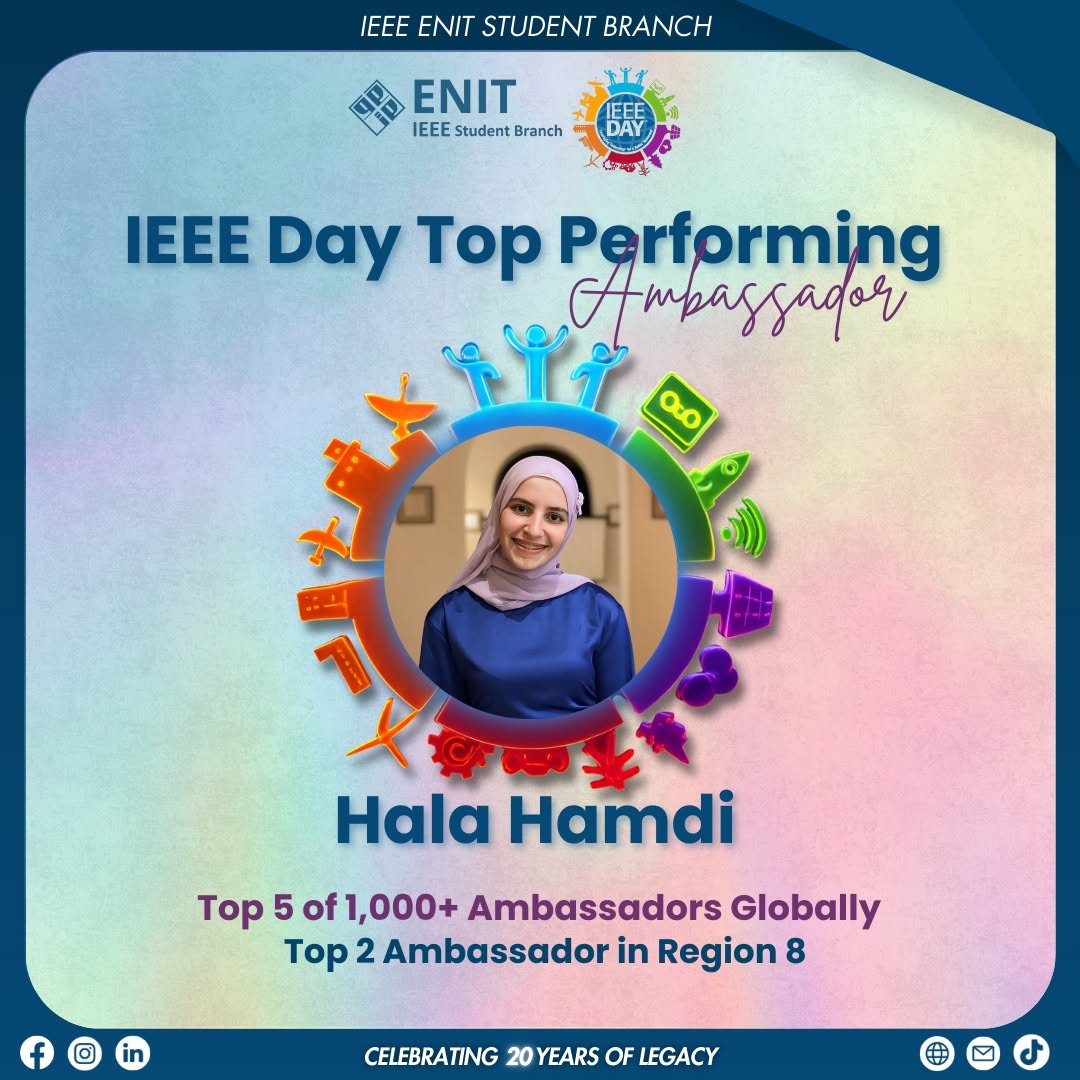 IEEE ENIT STUDENT BRANCH
ENIT
IEEE Student Branch
IEEE
DAY
IEEE Day Top Performing
Ambassador
Hala Hamdi
Top 5 of 1,000+ Ambassadors Globally
Top 2 Ambassador in Region 8
CELEBRATING 20 YEARS OF LEGACY